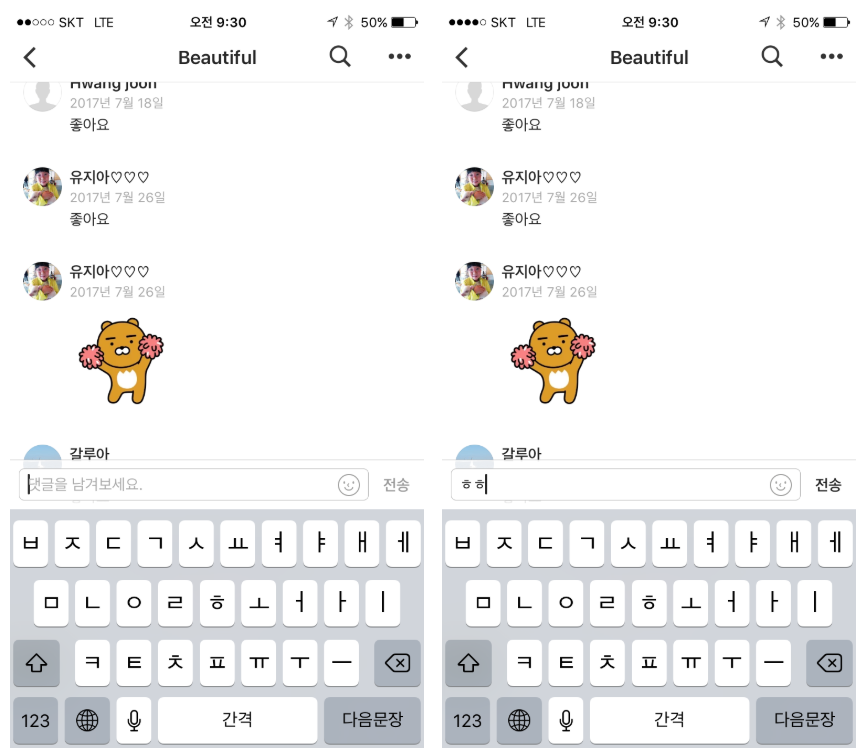 SKT LTE 오전 9:30 50%
Beautiful
Hwang joon
2017년 7월 18일
좋아요
유지아♡♡♡
2017년 7월 26일
좋아요
유지아♡♡♡
2017년 7월 26일
갈루아
댓글을 남겨보세요. 전송
ㅂ ㅈ ㄷ ㄱ ㅅ ㅛ ㅕ ㅑ ㅐ ㅔ
ㅁ ㄴ ㅇ ㄹ ㅎ ㅗ ㅓ ㅏ ㅣ
ㅋ ㅌ ㅊ ㅍ ㅠ ㅜ ㅡ
123 간격 다음문장
SKT LTE 오전 9:30 50%
Beautiful
Hwang joon
2017년 7월 18일
좋아요
유지아♡♡♡
2017년 7월 26일
좋아요
유지아♡♡♡
2017년 7월 26일
갈루아
ㅎ히 전송
ㅂ ㅈ ㄷ ㄱ ㅅ ㅛ ㅕ ㅑ ㅐ ㅔ
ㅁ ㄴ ㅇ ㄹ ㅎ ㅗ ㅓ ㅏ ㅣ
ㅋ ㅌ ㅊ ㅍ ㅠ ㅜ ㅡ
123 간격 다음문장